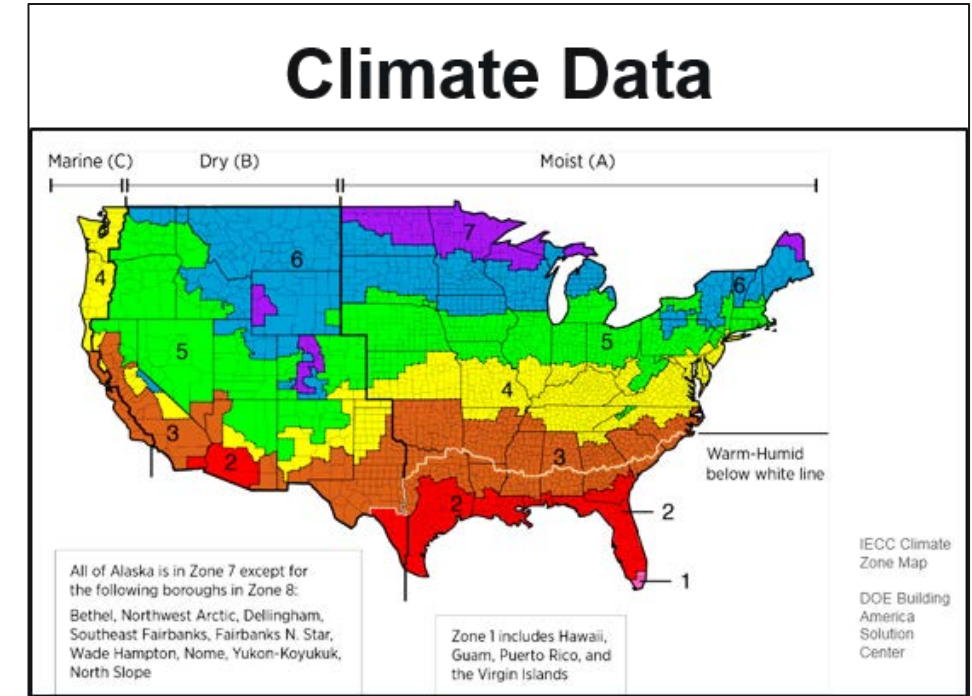 Climate Data
Marine (C)
Dry (B)
Moist (A)
7
6
6
4
5
5
4
3
3
2
2
Warm-Humid
below white line
2
1
All of Alaska is in Zone 7 except for
the following boroughs in Zone 8:
Bethel, Northwest Arctic, Dellingham,
Southeast Fairbanks, Fairbanks N. Star,
Wade Hampton, Nome, Yukon-Koyukuk,
North Slope
Zone 1 includes Hawaii,
Guam, Puerto Rico, and
the Virgin Islands
IECC Climate
Zone Map
DOE Building
America
Solution
Center